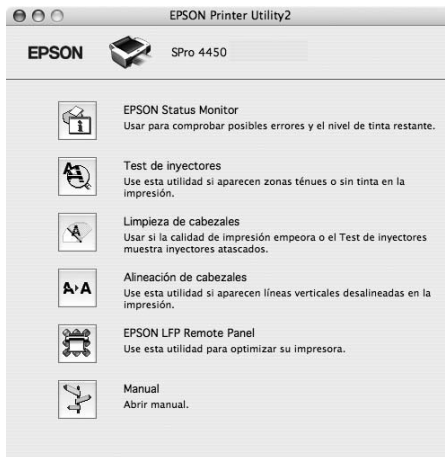 EPSON Printer Utility2
EPSON
SPro 4450
EPSON Status Monitor
Usar para comprobar posibles errores y el nivel de tinta restante.
Test de inyectores
Use esta utilidad si aparecen zonas ténues o sin tinta en la
impresión.
Limpieza de cabezales
Usar si la calidad de impresión empeora o el Test de inyectores
muestra inyectores atascados.
A›A
Alineación de cabezales
Use esta utilidad si aparecen líneas verticales desalineadas en la
impresión.
EPSON LFP Remote Panel
Use esta utilidad para optimizar su impresora.
Manual
Abrir manual.